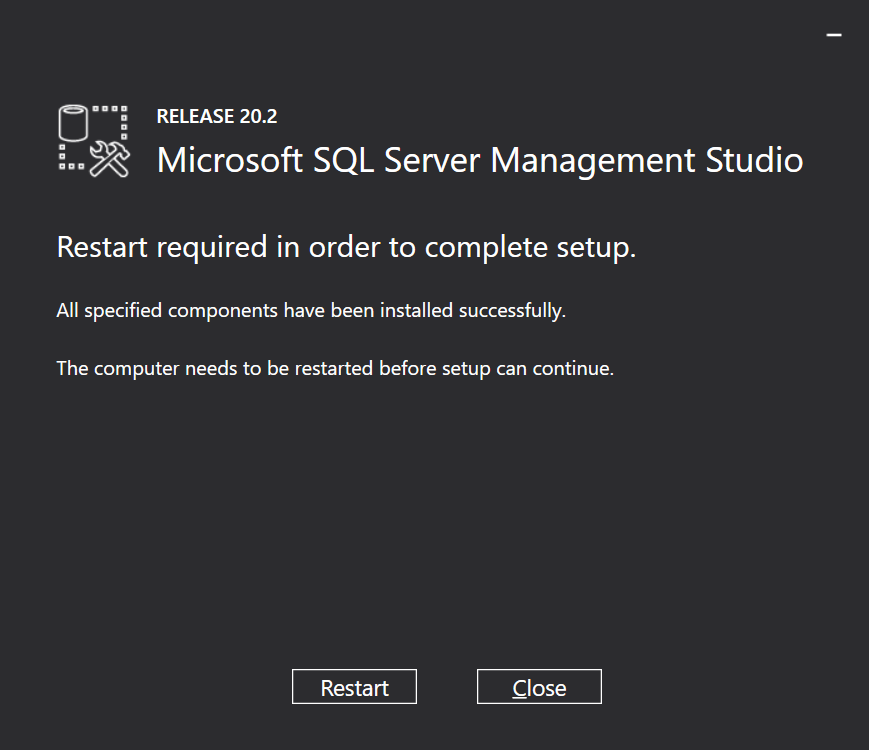 RELEASE 20.2
Microsoft SQL Server Management Studio
Restart required in order to complete setup.
All specified components have been installed successfully.
The computer needs to be restarted before setup can continue.
Restart
Close